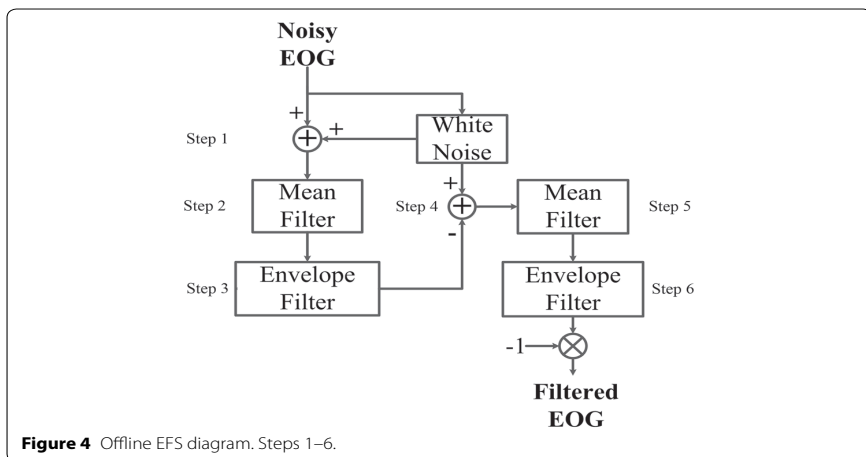 Noisy
EOG
+
+
Step 1
+
White
Noise
Step 2
Mean
Filter
+
Step 4
+
-
Mean
Filter
Step 5
Step 3
Envelope
Filter
Envelope
Filter
Step 6
-1
Filtered
EOG
Figure 4 Offline EFS diagram. Steps 1–6.